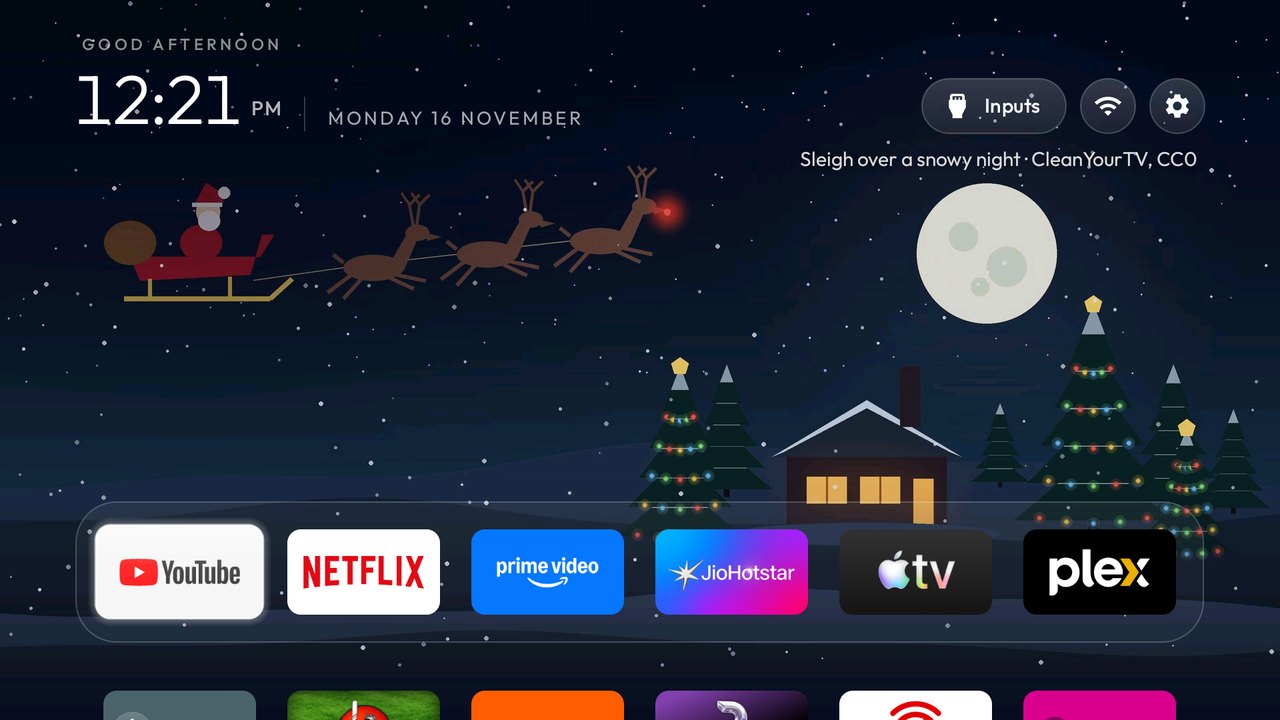 GOOD AFTERNOON
12:21 PM
MONDAY 16 NOVEMBER
Inputs
Sleigh over a snowy night · CleanYourTV, CC0
YouTube
NETFLIX
prime video
JioHotstar
tv
plex